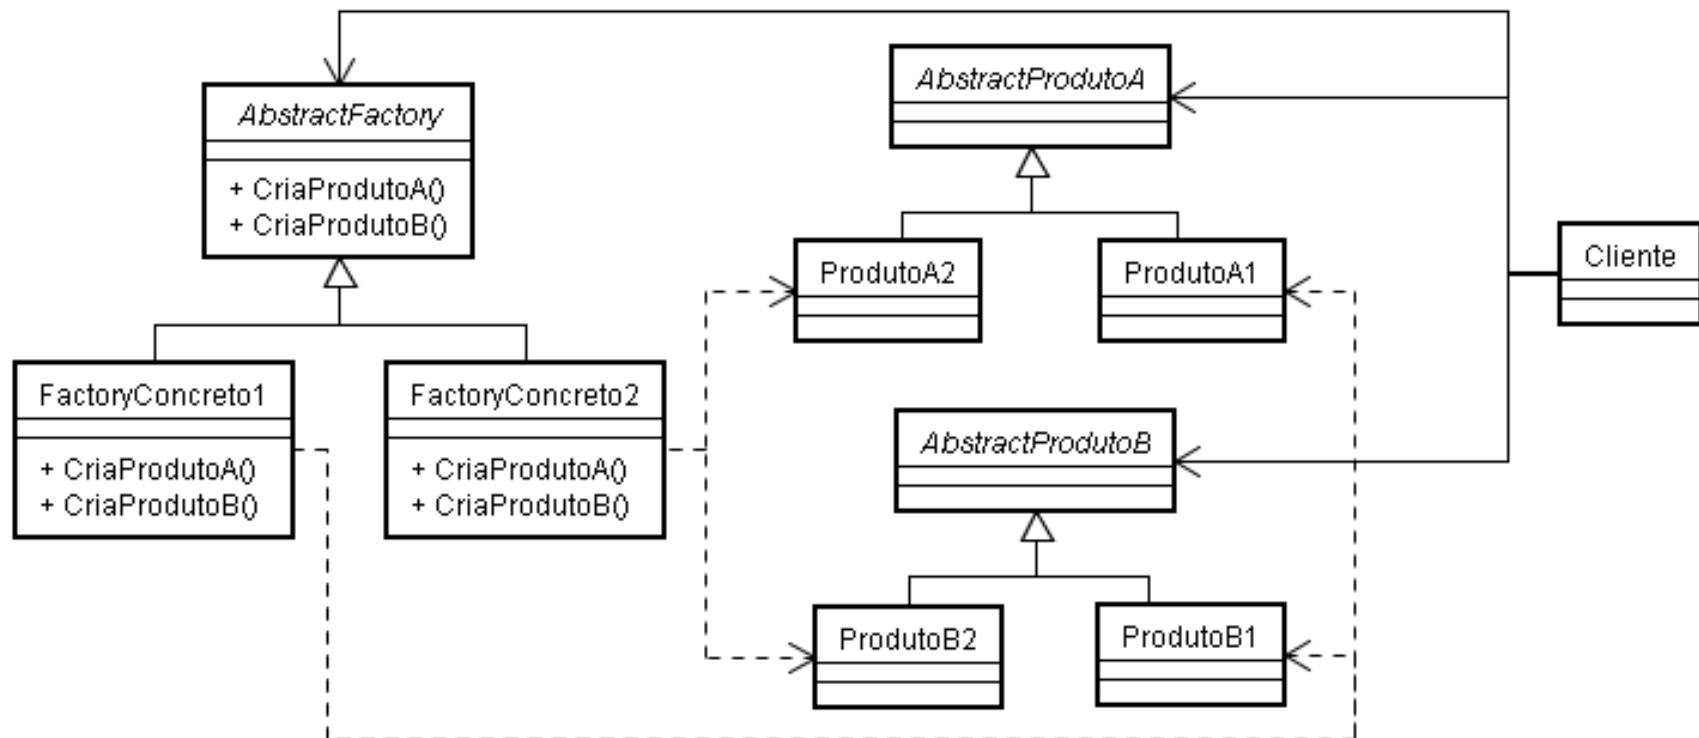 AbstractFactory
+ CriaProdutoA()
+ CriaProdutoB()
FactoryConcreto1
+ CriaProdutoA()
+ CriaProdutoB()
FactoryConcreto2
+ CriaProdutoA()
+ CriaProdutoB()
AbstractProdutoA
ProdutoA2
ProdutoA1
AbstractProdutoB
ProdutoB2
ProdutoB1
Cliente